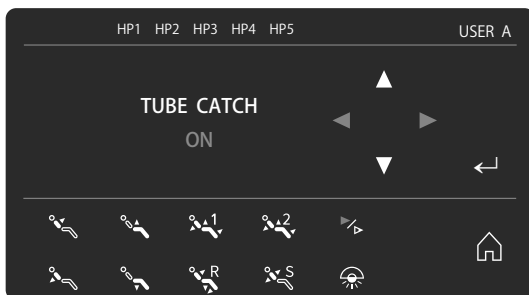 HP1 HP2 HP3 HP4 HP5 USER A
TUBE CATCH
ON
1 2
R S